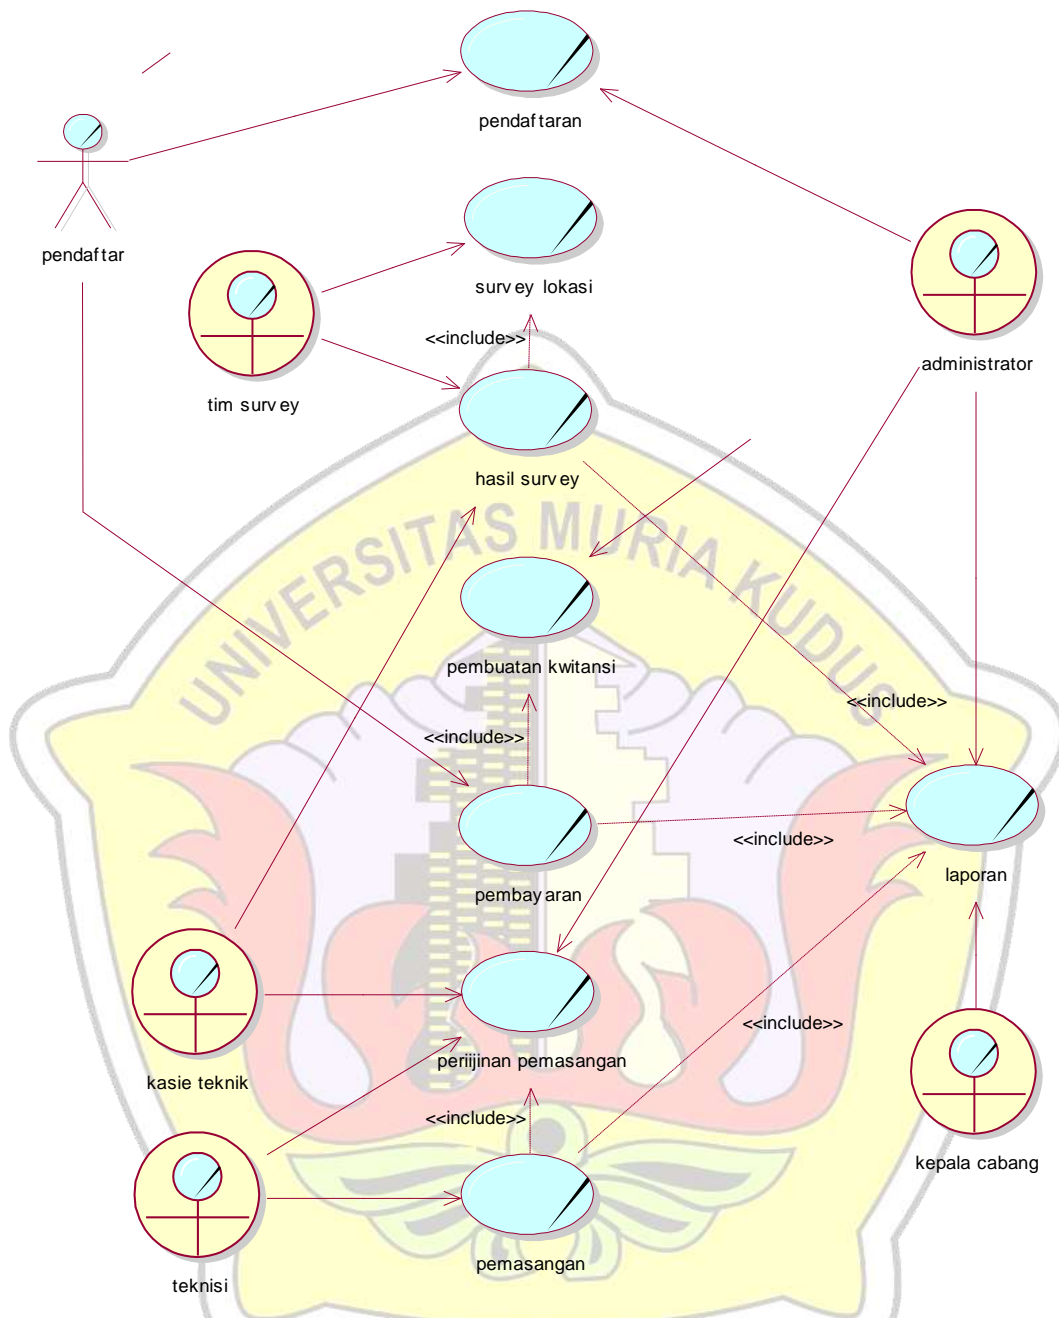 pendaftaran
pendaftar
survey lokasi
<<include>>
administrator
tim survey
hasil survey
UNIVERSITAS MURIA KUDUS
pembuatan kwitansi
<<include>>
<<include>>
<<include>>
pembayaran
laporan
<<include>>
periijinan pemasangan
kasie teknik
<<include>>
kepala cabang
pemasangan
teknisi